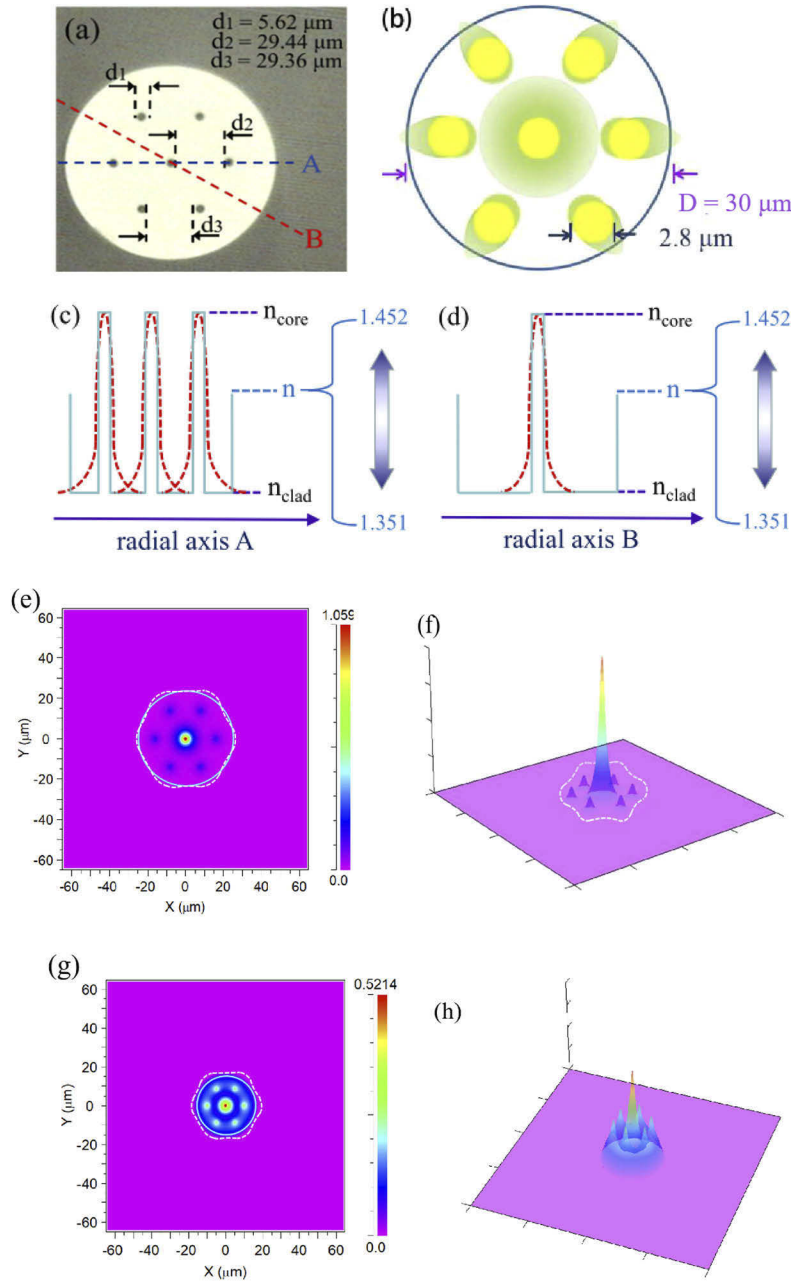 (a)
d1 = 5.62 μm
d2 = 29.44 μm
d3 = 29.36 μm
d1
d2
A
d3
B
(b)
D = 30 μm
2.8 μm
(c)
ncore
1.452
n
nclad
1.351
radial axis A
(d)
ncore
1.452
n
nclad
1.351
radial axis B
(e)
1.059
60
40
20
0
-20
-40
-60
Y (μm)
-60 -40 -20 0 20 40 60
X (μm)
0.0
(f)
(g)
0.5214
60
40
20
0
-20
-40
-60
Y (μm)
-60 -40 -20 0 20 40 60
X (μm)
0.0
(h)